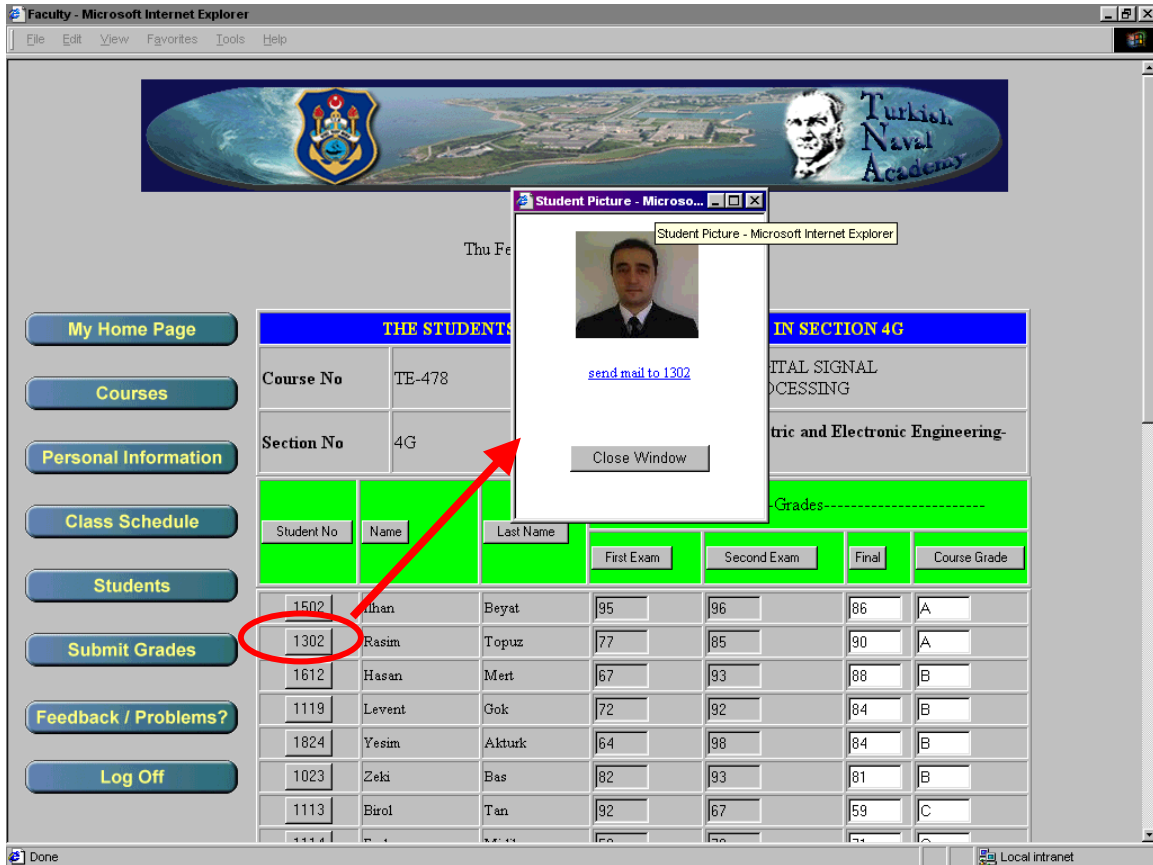 Faculty - Microsoft Internet Explorer
File Edit View Favorites Tools Help
Turkish
Naval
Academy
Student Picture - Microso...
Student Picture - Microsoft Internet Explorer
Thu Fe
send mail to 1302
Close Window
My Home Page
Courses
Personal Information
Class Schedule
Students
Submit Grades
Feedback / Problems?
Log Off
THE STUDENTS IN SECTION 4G
Course No TE-478 ITAL SIGNAL
OCESSING
Section No 4G tric and Electronic Engineering-
-Grades------------------------
Student No Name Last Name
First Exam Second Exam Final Course Grade
1502 Ilhan Beyat 95 96 86 A
1302 Rasim Topuz 77 85 90 A
1612 Hasan Mert 67 93 88 B
1119 Levent Gok 72 92 84 B
1824 Yesim Akturk 64 98 84 B
1023 Zeki Bas 82 93 81 B
1113 Birol Tan 92 67 59 C
Done Local intranet